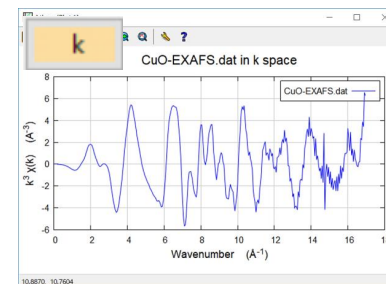 k
?
CuO-EXAFS.dat in k space
CuO-EXAFS.dat
8
6
4
2
0
-2
-4
-6
k³ χ(k) (A⁻³)
0 2 4 6 8 10 12 14 16 18
Wavenumber (Å⁻¹)
10.8870, 10.7604